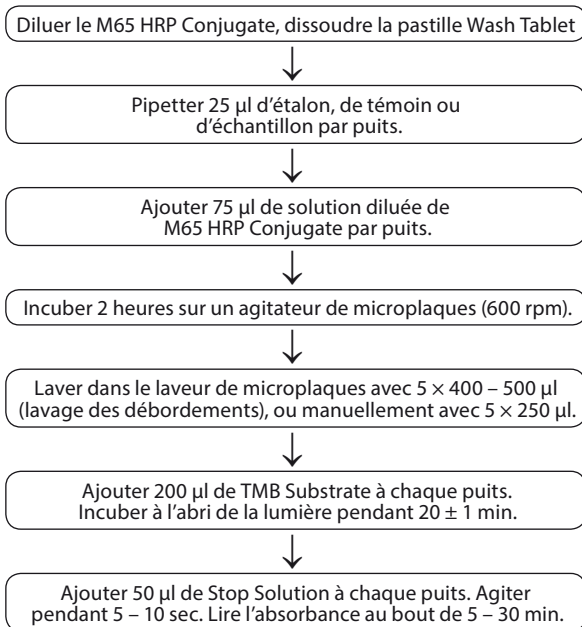 Diluer le M65 HRP Conjugate, dissoudre la pastille Wash Tablet
Pipetter 25 µl d’étalon, de témoin ou
d’échantillon par puits.
Ajouter 75 µl de solution diluée de
M65 HRP Conjugate par puits.
Incuber 2 heures sur un agitateur de microplaques (600 rpm).
Laver dans le laveur de microplaques avec 5 × 400 – 500 µl
(lavage des débordements), ou manuellement avec 5 × 250 µl.
Ajouter 200 µl de TMB Substrate à chaque puits.
Incuber à l’abri de la lumière pendant 20 ± 1 min.
Ajouter 50 µl de Stop Solution à chaque puits. Agiter
pendant 5 – 10 sec. Lire l’absorbance au bout de 5 – 30 min.